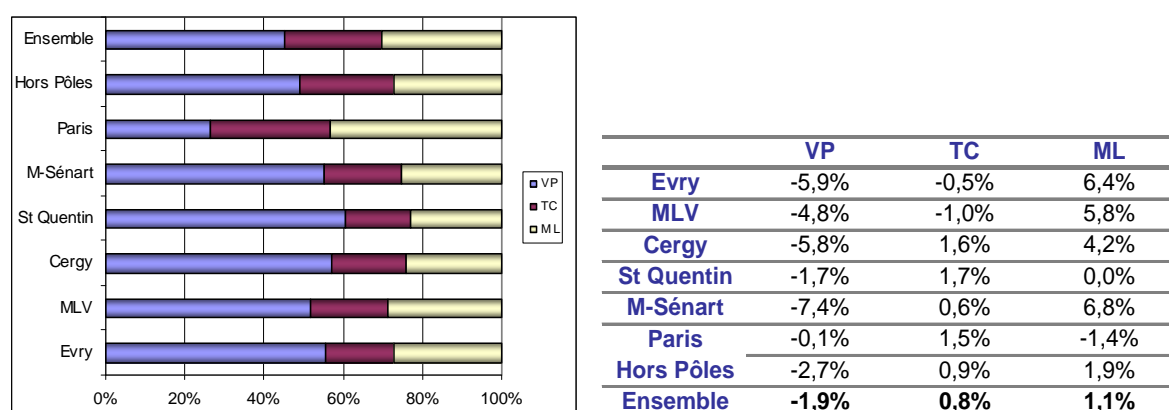 Ensemble
Hors Pôles
Paris
M-Sénart
St Quentin
Cergy
MLV
Evry
0% 20% 40% 60% 80% 100%
VP
TC
ML
VP TC ML
Evry -5,9% -0,5% 6,4%
MLV -4,8% -1,0% 5,8%
Cergy -5,8% 1,6% 4,2%
St Quentin -1,7% 1,7% 0,0%
M-Sénart -7,4% 0,6% 6,8%
Paris -0,1% 1,5% -1,4%
Hors Pôles -2,7% 0,9% 1,9%
Ensemble -1,9% 0,8% 1,1%